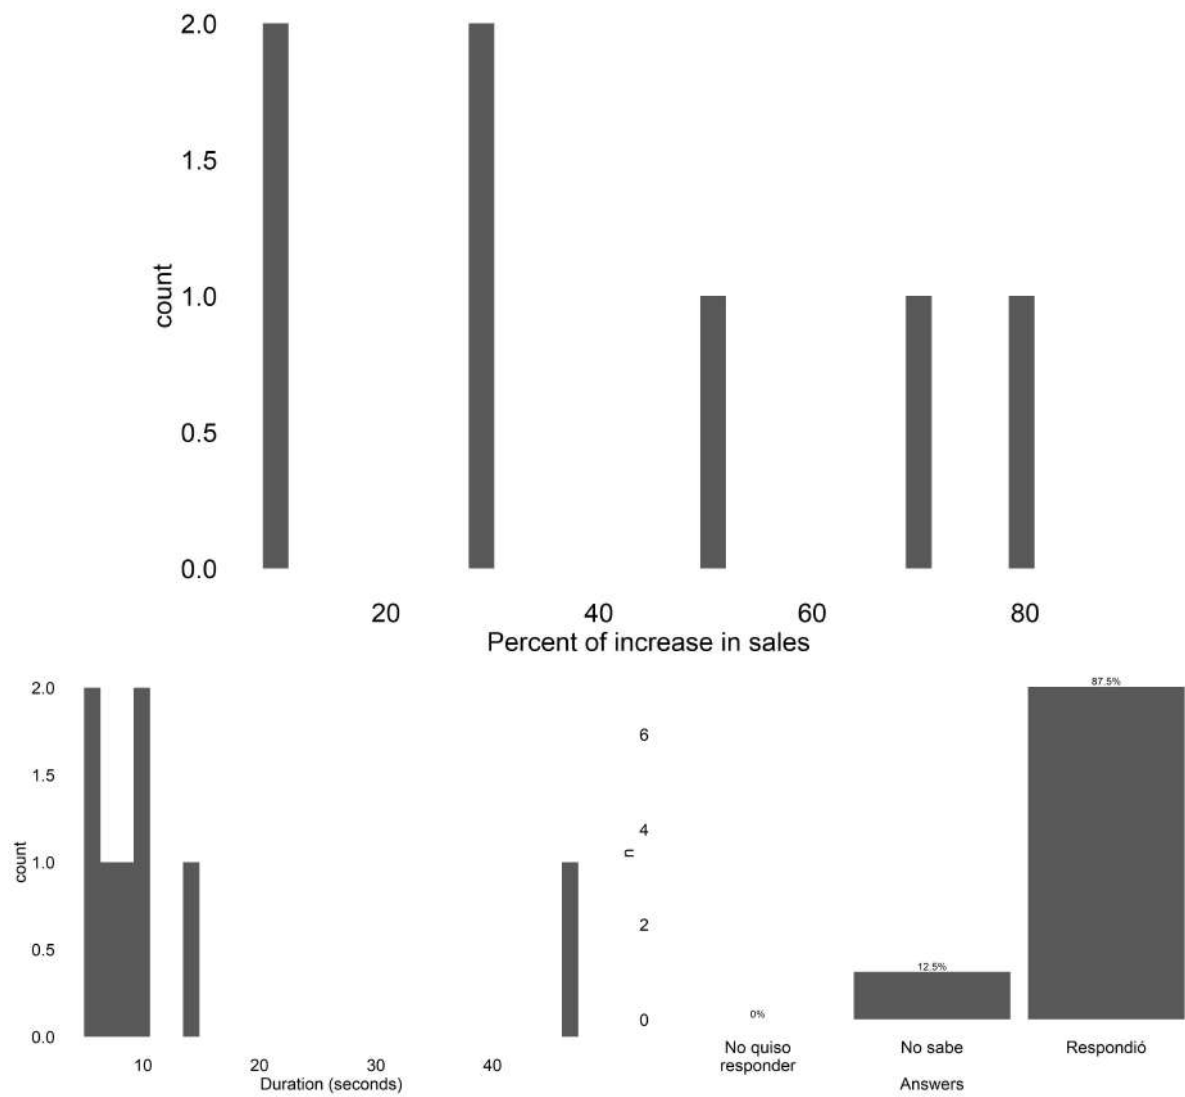 2.0
1.5
1.0
0.5
0.0
count
20 40 60 80
Percent of increase in sales
2.0
1.5
1.0
0.5
0.0
count
10 20 30 40
Duration (seconds)
6
4
2
0
n
87.5%
12.5%
0%
No quiso responder
No sabe
Respondió
Answers